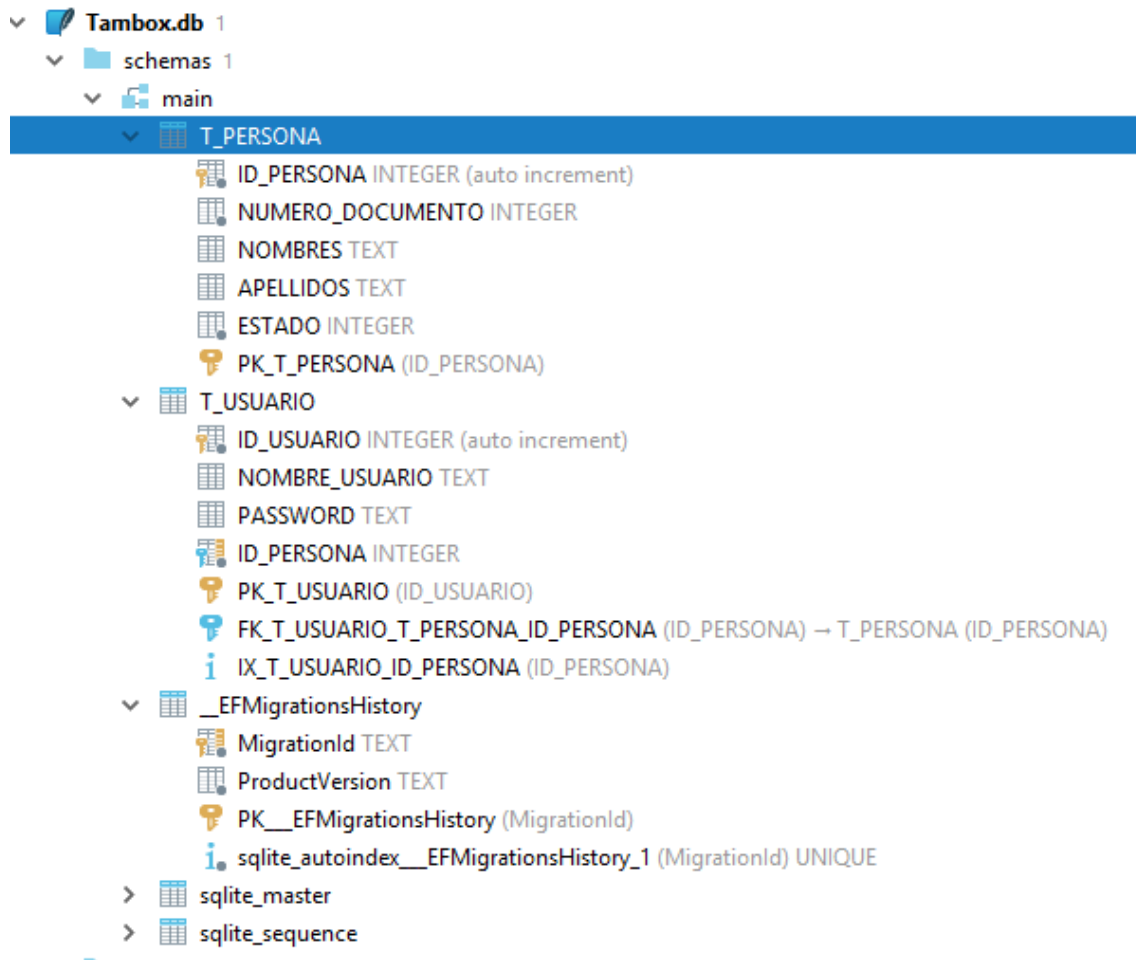 Tambox.db 1
schemas 1
main
T_PERSONA
ID_PERSONA INTEGER (auto increment)
NUMERO_DOCUMENTO INTEGER
NOMBRES TEXT
APELLIDOS TEXT
ESTADO INTEGER
PK_T_PERSONA (ID_PERSONA)
T_USUARIO
ID_USUARIO INTEGER (auto increment)
NOMBRE_USUARIO TEXT
PASSWORD TEXT
ID_PERSONA INTEGER
PK_T_USUARIO (ID_USUARIO)
FK_T_USUARIO_T_PERSONA_ID_PERSONA (ID_PERSONA) → T_PERSONA (ID_PERSONA)
IX_T_USUARIO_ID_PERSONA (ID_PERSONA)
__EFMigrationsHistory
MigrationId TEXT
ProductVersion TEXT
PK___EFMigrationsHistory (MigrationId)
sqlite_autoindex___EFMigrationsHistory_1 (MigrationId) UNIQUE
sqlite_master
sqlite_sequence